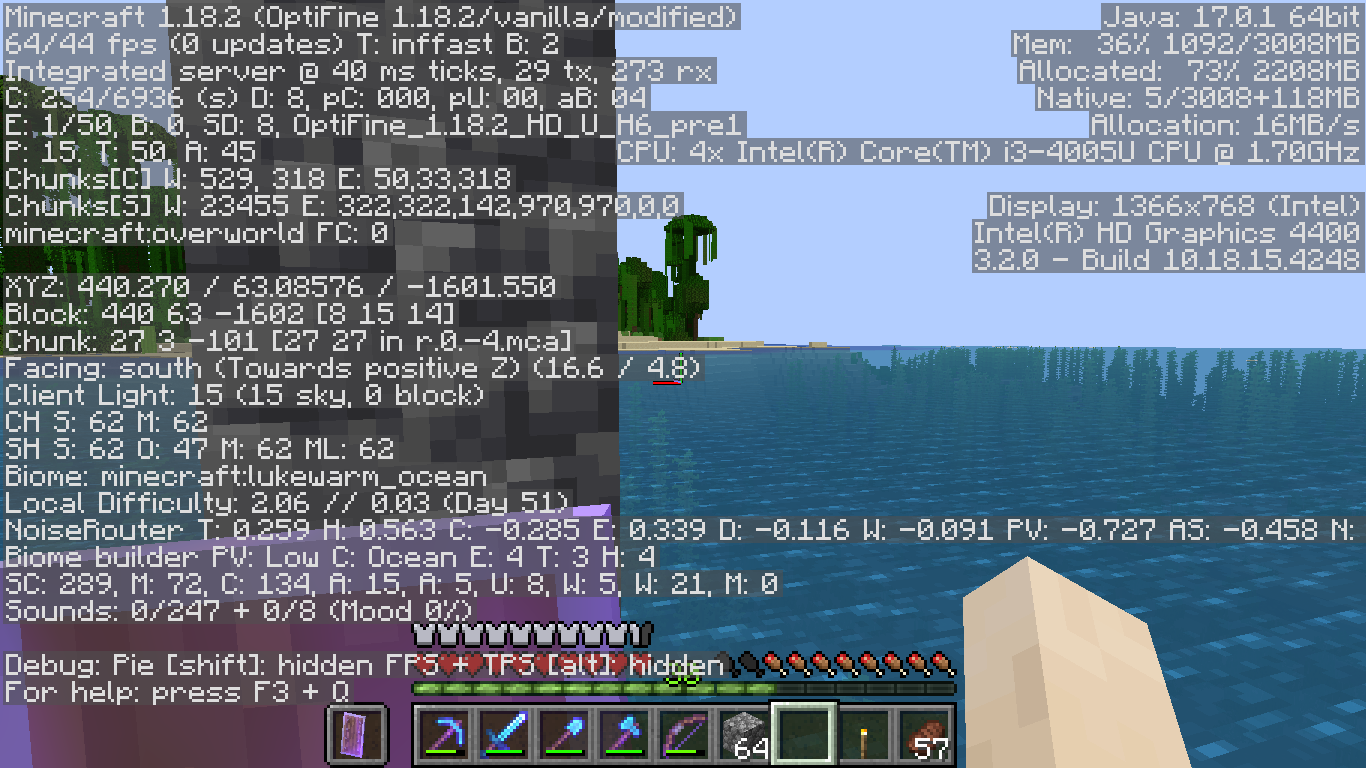 Minecraft 1.18.2 (OptiFine 1.18.2/vanilla/modified)
64/44 fps (0 updates) T: inffast B: 2
Integrated server @ 40 ms ticks, 29 tx, 273 rx
C: 254/6936 (s) D: 8, pC: 000, pU: 00, aB: 04
E: 1/50, B: 0, SD: 8, OptiFine_1.18.2_HD_U_H6_pre1
P: 15. T: 50 A: 45
Chunks[C] W: 529, 318 E: 50,33,318
Chunks[S] W: 23455 E: 322,322,142,970,970,0,0
minecraft:overworld FC: 0
XYZ: 440.270 / 63.08576 / -1601.550
Block: 440 63 -1602 [8 15 14]
Chunk: 27 3 -101 [27 27 in r.0.-4.mca]
Facing: south (Towards positive Z) (16.6 / 4.8)
Client Light: 15 (15 sky, 0 block)
CH S: 62 M: 62
SH S: 62 O: 47 M: 62 ML: 62
Biome: minecraft:lukewarm_ocean
Local Difficulty: 2.06 // 0.03 (Day 51)
NoiseRouter T: 0.259 H: 0.563 C: -0.285 E: 0.339 D: -0.116 W: -0.091 PV: -0.727 AS: -0.458 N:
Biome builder PV: Low C: Ocean E: 4 T: 3 H: 4
SC: 289, M: 72, C: 134, A: 15, A: 5, U: 8, W: 5, W: 21, M: 0
Sounds: 0/247 + 0/8 (Mood 0%)
Debug: Pie [shift]: hidden FPS + TPS [alt]: hidden
For help: press F3 + Q
Java: 17.0.1 64bit
Mem: 36% 1092/3008MB
Allocated: 73% 2208MB
Native: 5/3008+118MB
Allocation: 16MB/s
CPU: 4x Intel(R) Core(TM) i3-4005U CPU @ 1.70GHz
Display: 1366x768 (Intel)
Intel(R) HD Graphics 4400
3.2.0 - Build 10.18.15.4248
64
57